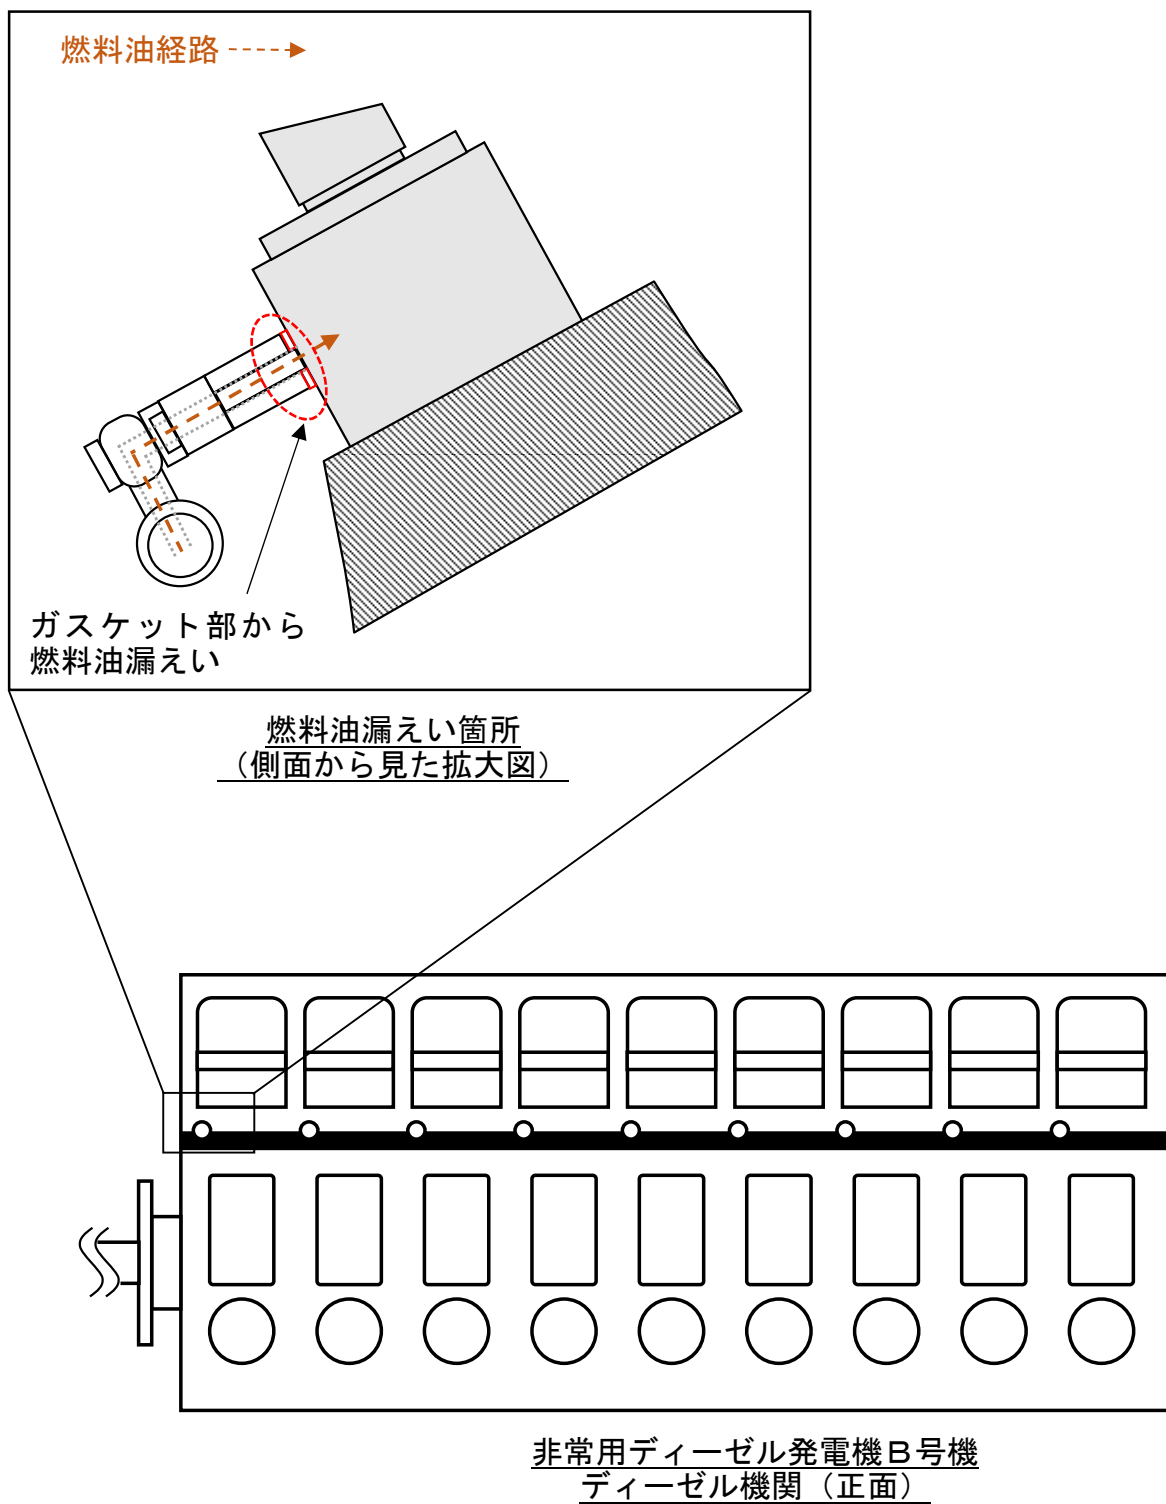 燃料油経路
ガスケット部から
燃料油漏えい
燃料油漏えい箇所
（側面から見た拡大図）
非常用ディーゼル発電機Ｂ号機
ディーゼル機関（正面）